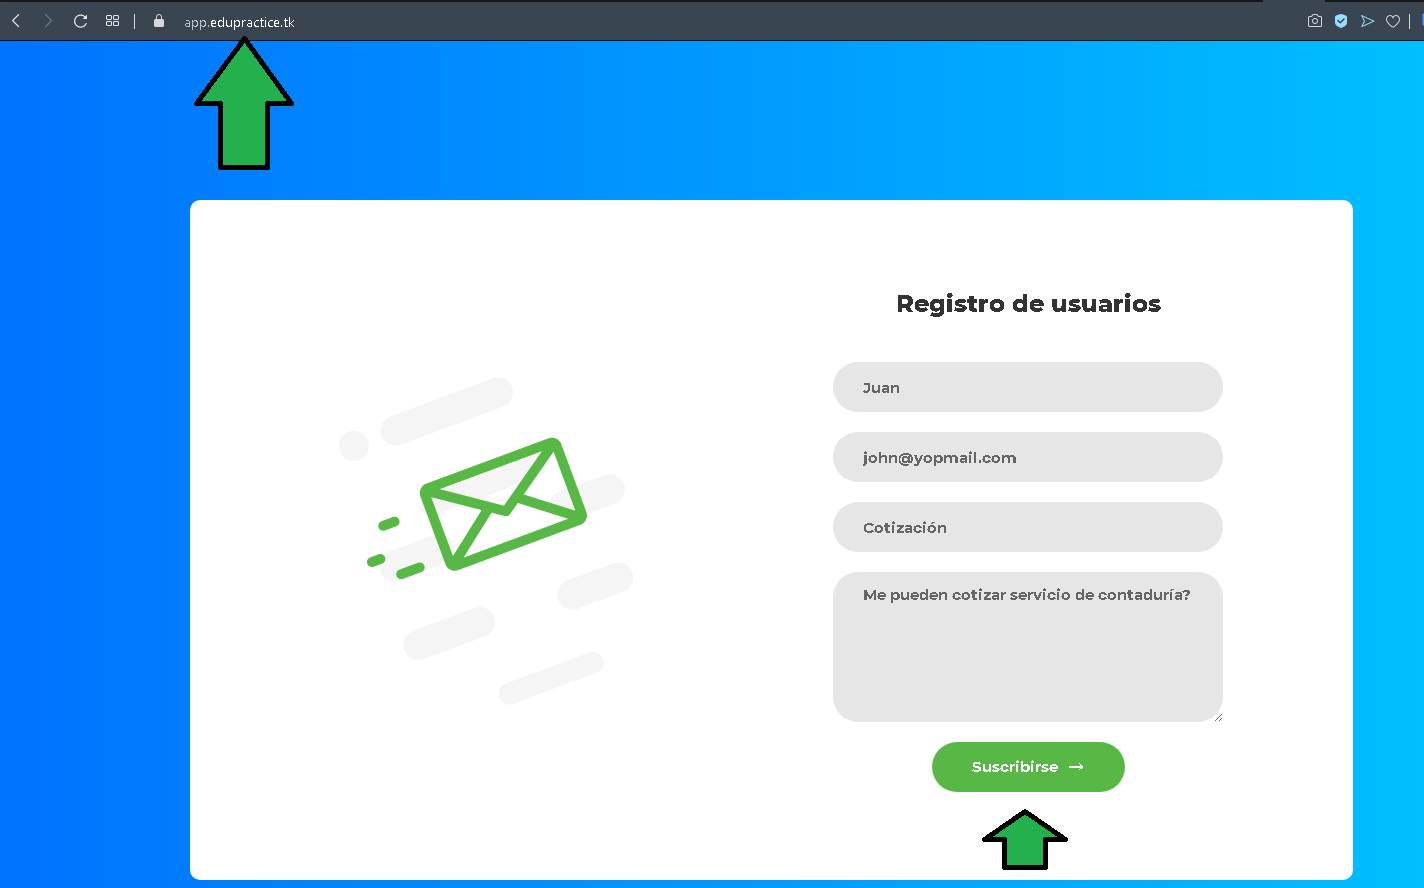 app.edupractice.tk
Registro de usuarios
Juan
john@yopmail.com
Cotización
Me pueden cotizar servicio de contaduría?
Suscribirse →